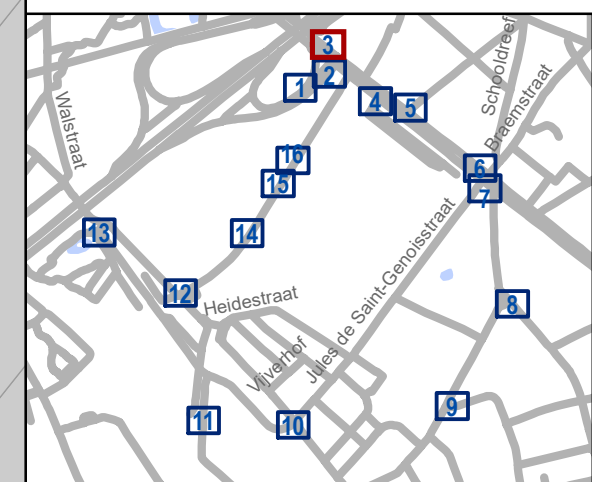 3
2
1
4
5
Schooldreef
Braemstraat
Walstraat
16
15
6
7
13
14
Jules de Saint-Genoisstraat
12
Heidestraat
8
Vijverhof
9
11
10